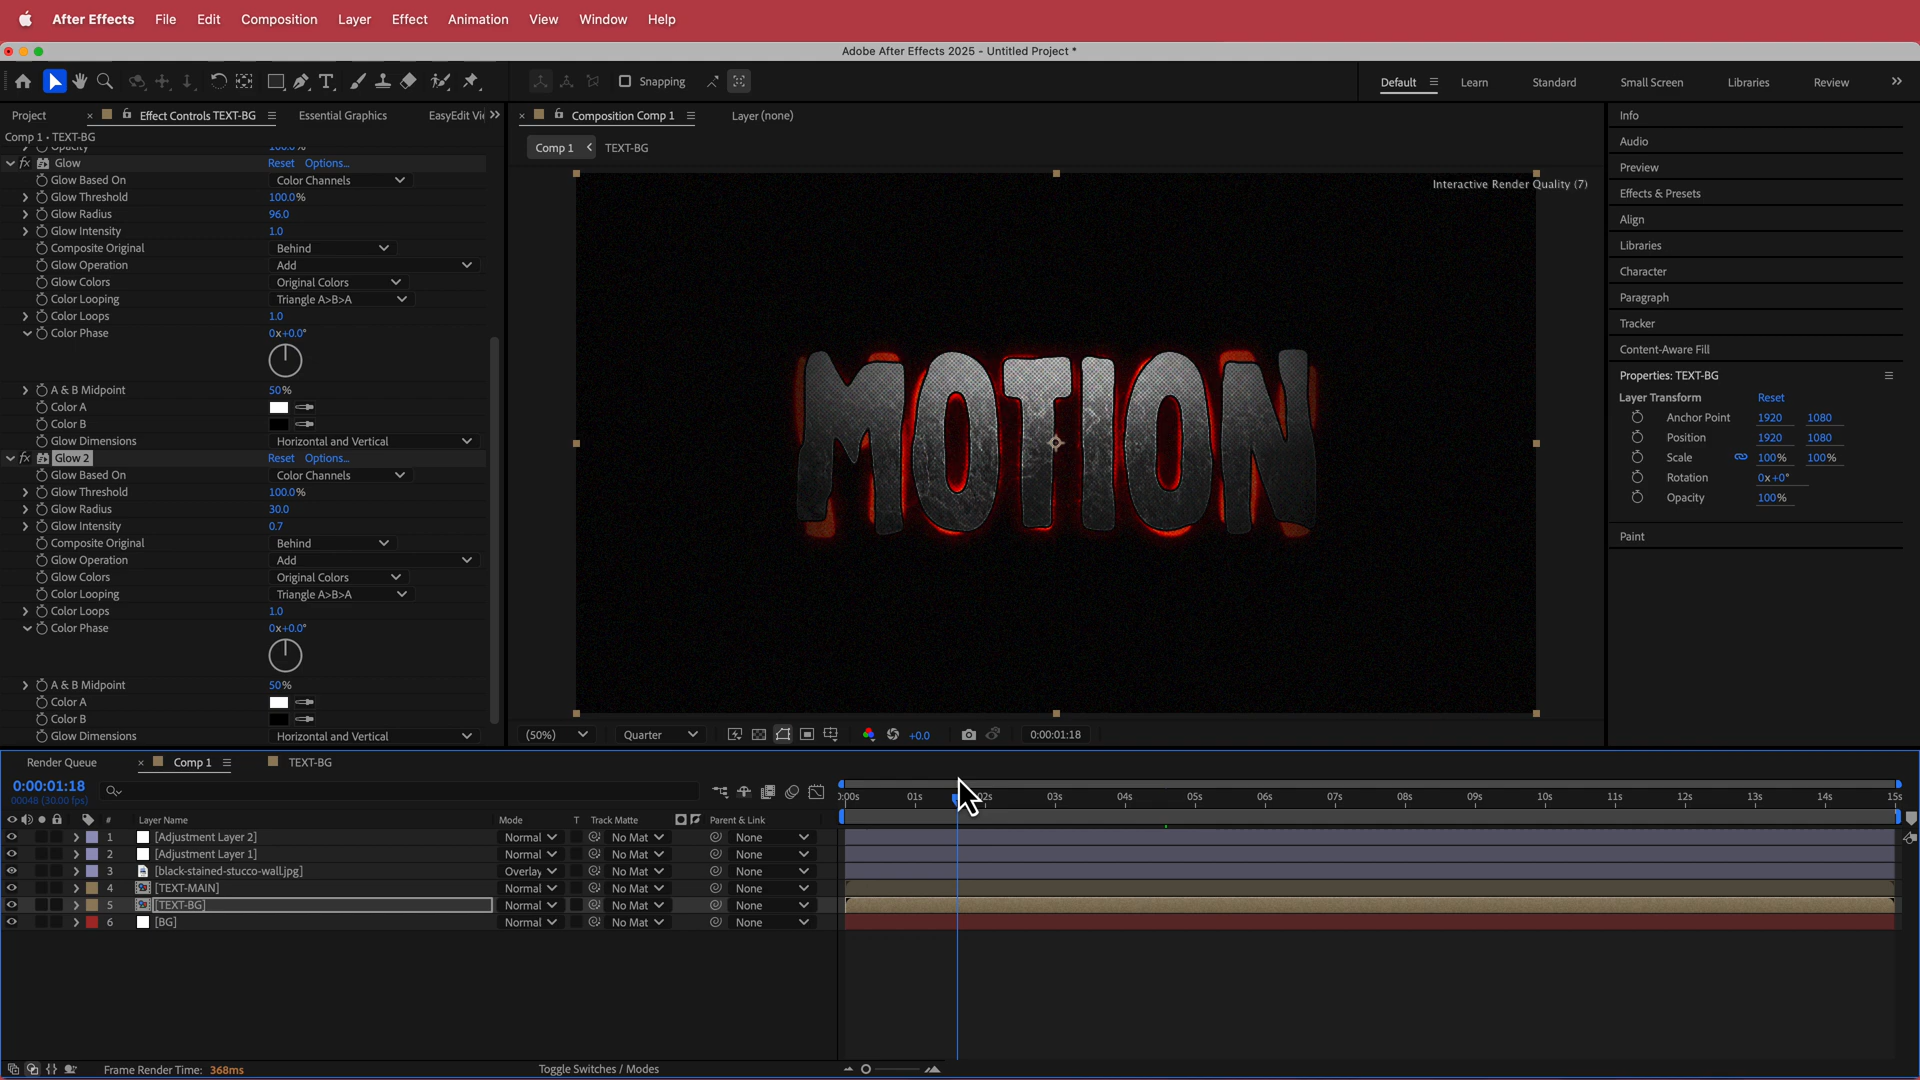 After Effects File Edit Composition Layer Effect Animation View Window Help
Adobe After Effects 2025 - Untitled Project *
Snapping
Default Learn Standard Small Screen Libraries Review
Project Effect Controls TEXT-BG Essential Graphics EasyEdit Vi
Composition Comp 1 Layer (none)
Comp 1 • TEXT-BG
Comp 1 TEXT-BG
Interactive Render Quality (7)
MOTION
Opacity 100.0%
fx Glow Reset Options...
Glow Based On Color Channels
Glow Threshold 100.0%
Glow Radius 96.0
Glow Intensity 1.0
Composite Original Behind
Glow Operation Add
Glow Colors Original Colors
Color Looping Triangle A>B>A
Color Loops 1.0
Color Phase 0x+0.0°
A & B Midpoint 50%
Color A
Color B
Glow Dimensions Horizontal and Vertical
fx Glow 2 Reset Options...
Glow Based On Color Channels
Glow Threshold 100.0%
Glow Radius 30.0
Glow Intensity 0.7
Composite Original Behind
Glow Operation Add
Glow Colors Original Colors
Color Looping Triangle A>B>A
Color Loops 1.0
Color Phase 0x+0.0°
A & B Midpoint 50%
Color A
Color B
Glow Dimensions Horizontal and Vertical
(50%) Quarter +0.0 0:00:01:18
Info
Audio
Preview
Effects & Presets
Align
Libraries
Character
Paragraph
Tracker
Content-Aware Fill
Properties: TEXT-BG
Layer Transform Reset
Anchor Point 1920 1080
Position 1920 1080
Scale 100% 100%
Rotation 0x+0°
Opacity 100%
Paint
Render Queue Comp 1 TEXT-BG
0:00:01:18
00048 (30.00 fps)
:00s 01s 02s 03s 04s 05s 06s 07s 08s 09s 10s 11s 12s 13s 14s 15s
# Layer Name Mode T Track Matte Parent & Link
1 [Adjustment Layer 2] Normal No Mat None
2 [Adjustment Layer 1] Normal No Mat None
3 [black-stained-stucco-wall.jpg] Overlay No Mat None
4 [TEXT-MAIN] Normal No Mat None
5 [TEXT-BG] Normal No Mat None
6 [BG] Normal No Mat None
Frame Render Time: 368ms Toggle Switches / Modes